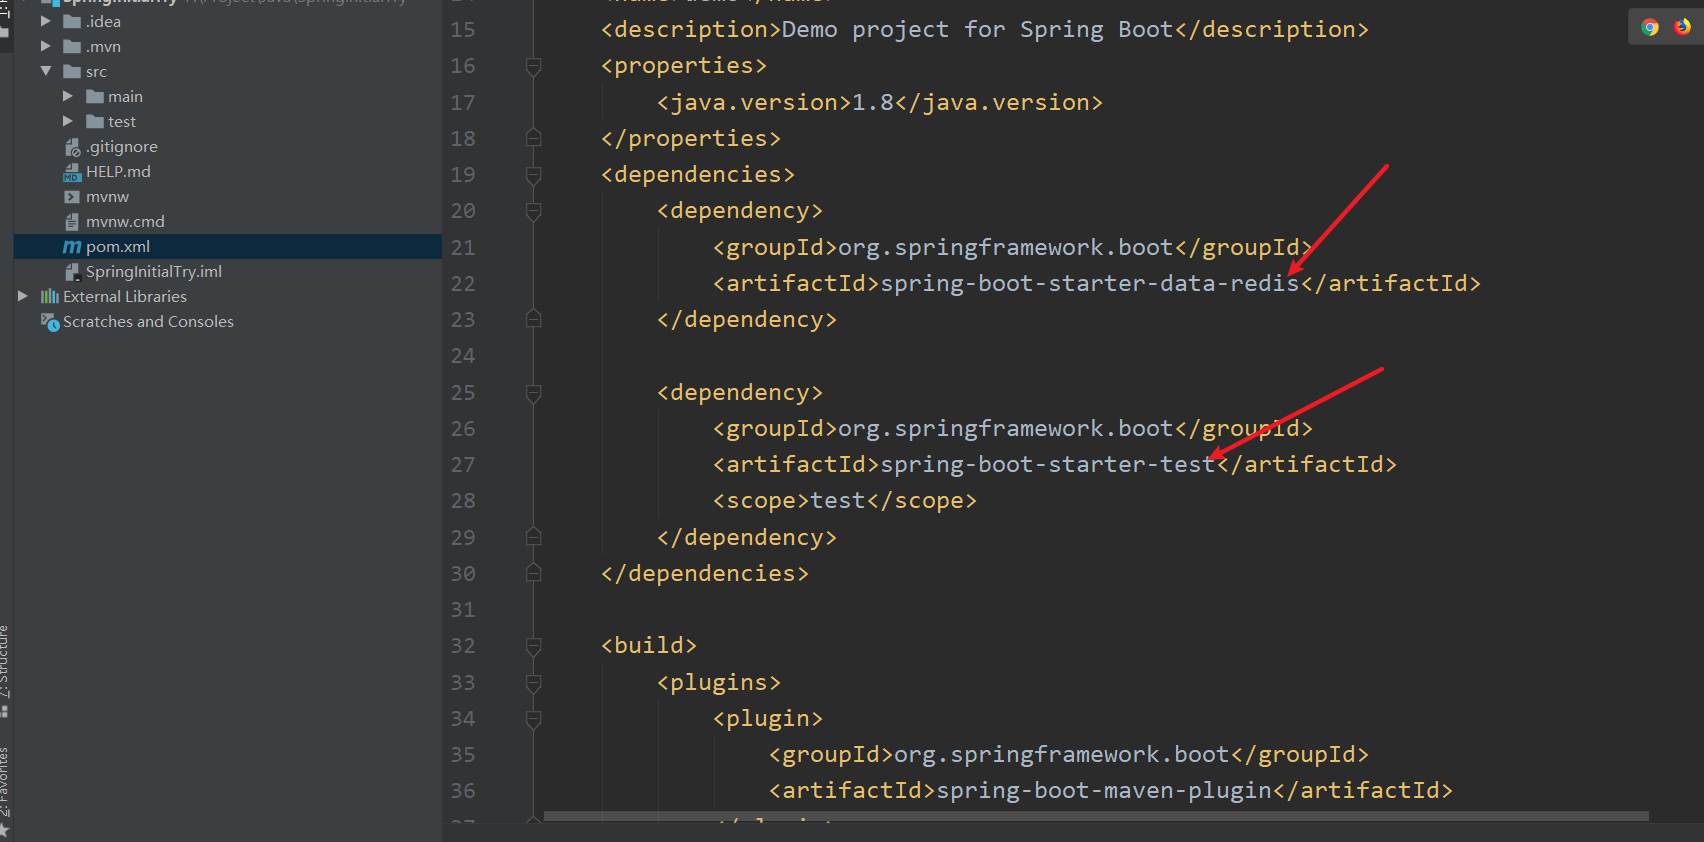 .idea
.mvn
src
main
test
.gitignore
HELP.md
mvnw
mvnw.cmd
pom.xml
SpringInitialTry.iml
External Libraries
Scratches and Consoles
7: Structure
2: Favorites
15 <description>Demo project for Spring Boot</description>
16 <properties>
17 <java.version>1.8</java.version>
18 </properties>
19 <dependencies>
20 <dependency>
21 <groupId>org.springframework.boot</groupId>
22 <artifactId>spring-boot-starter-data-redis</artifactId>
23 </dependency>
24
25 <dependency>
26 <groupId>org.springframework.boot</groupId>
27 <artifactId>spring-boot-starter-test</artifactId>
28 <scope>test</scope>
29 </dependency>
30 </dependencies>
31
32 <build>
33 <plugins>
34 <plugin>
35 <groupId>org.springframework.boot</groupId>
36 <artifactId>spring-boot-maven-plugin</artifactId>